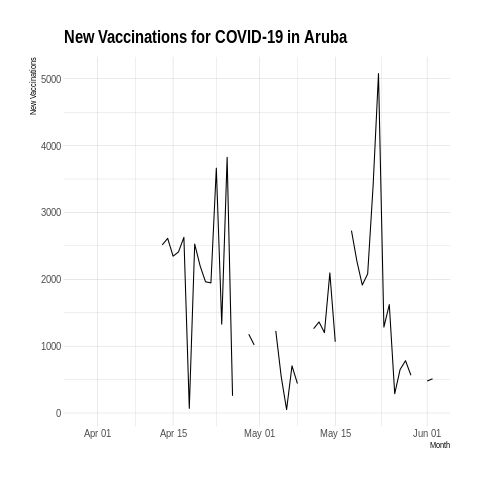 New Vaccinations for COVID-19 in Aruba
New Vaccinations
5000
4000
3000
2000
1000
0
Apr 01
Apr 15
May 01
May 15
Jun 01
Month